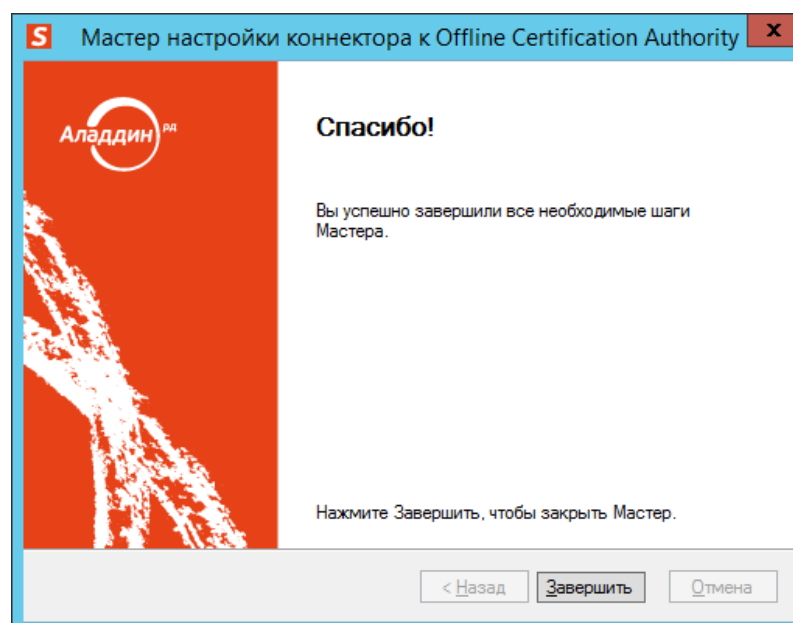 S
Мастер настройки коннектора к Offline Certification Authority
x
Аладдин РД
Спасибо!
Вы успешно завершили все необходимые шаги
Мастера.
Нажмите Завершить, чтобы закрыть Мастер.
< Назад
Завершить
Отмена